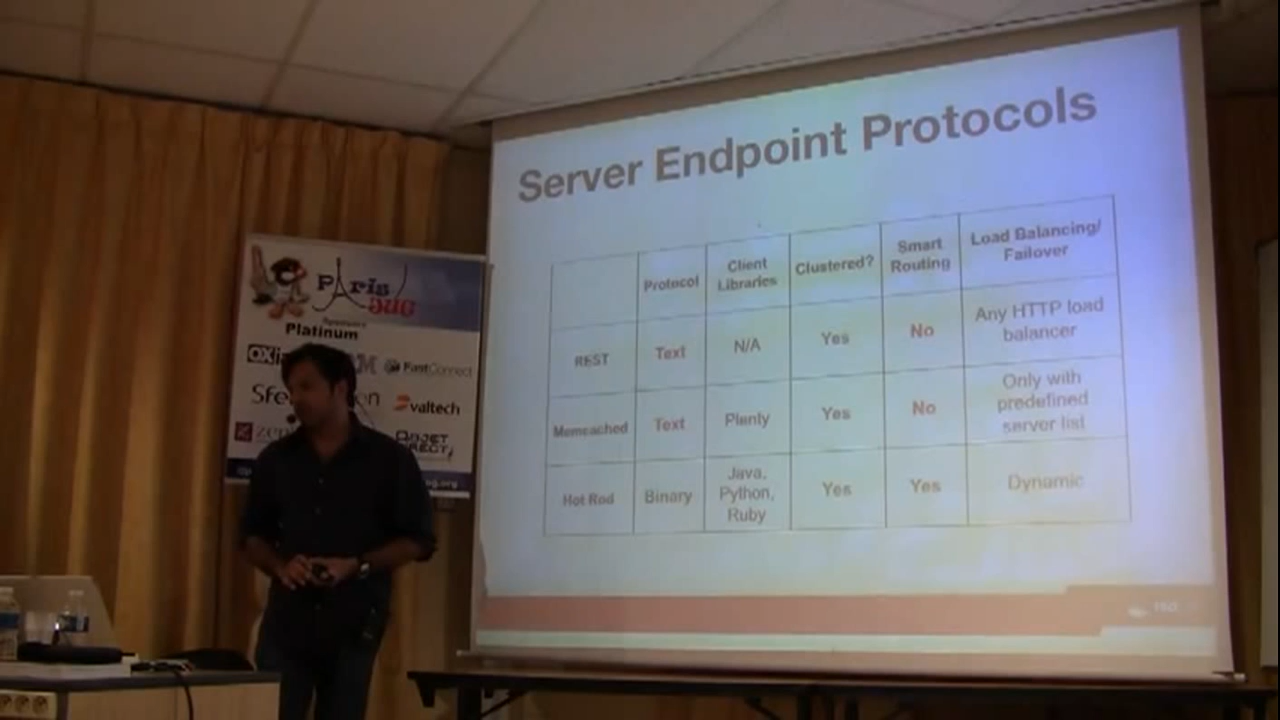 Server Endpoint Protocols
Protocol
Client
Libraries
Clustered?
Smart
Routing
Load Balancing/
Failover
REST
Text
N/A
Yes
No
Any HTTP load
balancer
Memcached
Text
Plenty
Yes
No
Only with
predefined
server list
Hot Rod
Binary
Java,
Python,
Ruby
Yes
Yes
Dynamic
Paris
JUG
Sponsors
Platinum
FastConnect
valtech